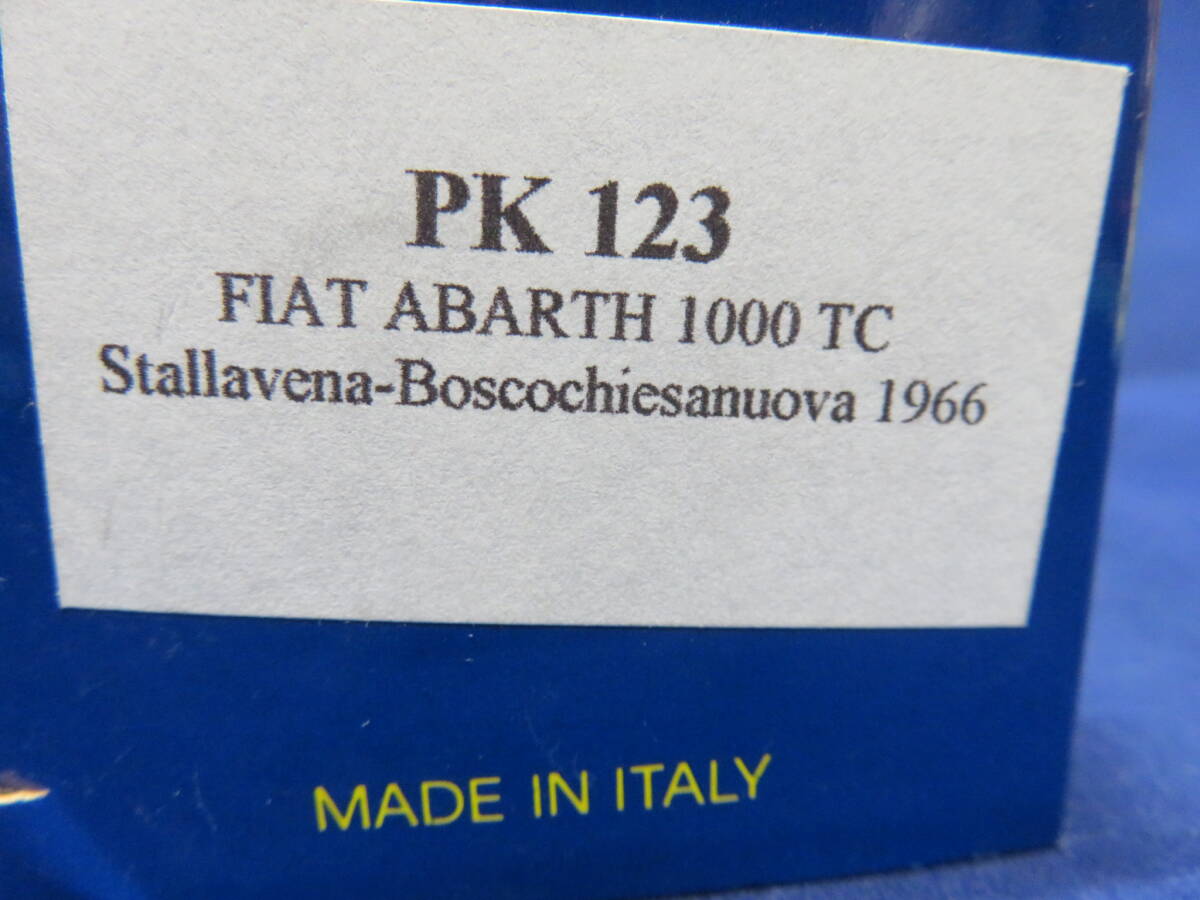 PK 123
FIAT ABARTH 1000 TC
Stallavena-Boscochiesanuova 1966
MADE IN ITALY